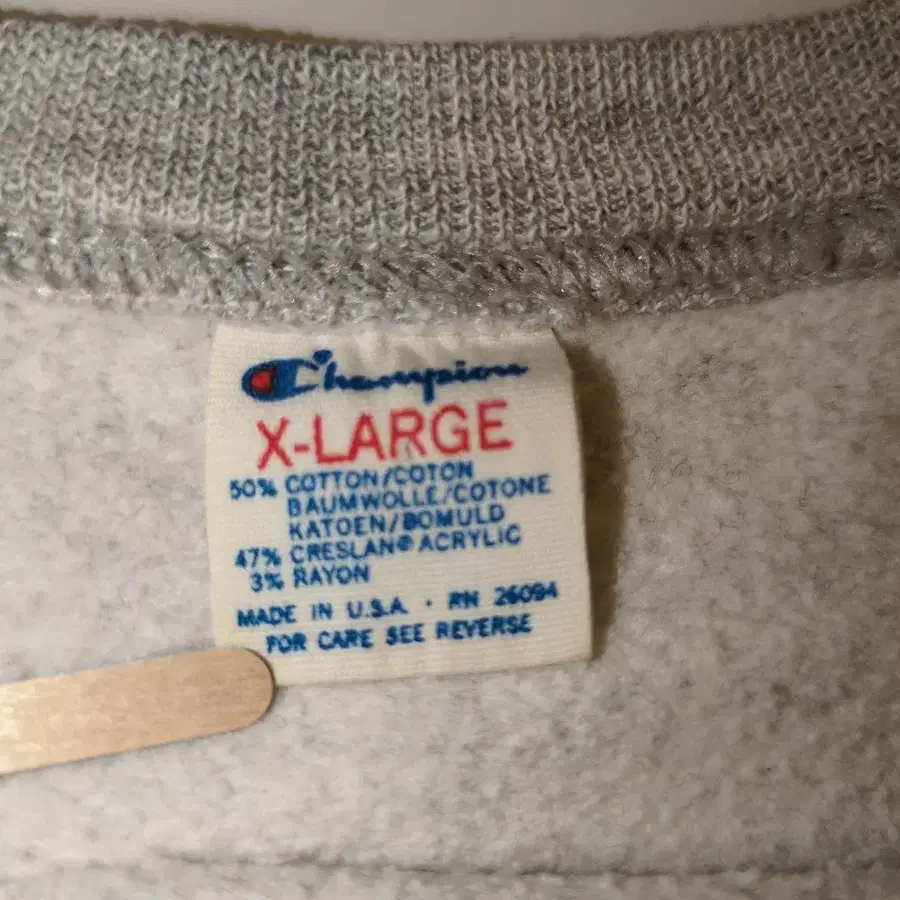 Champion
X-LARGE
50% COTTON/COTON
BAUMWOLLE/COTONE
KATOEN/BOMULD
47% CRESLAN® ACRYLIC
3% RAYON
MADE IN U.S.A. · RN 26094
FOR CARE SEE REVERSE